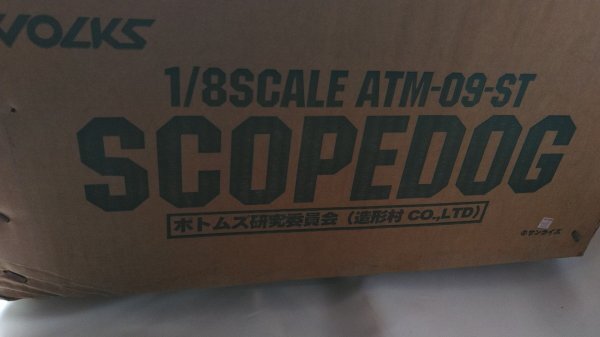 VOLKS
1/8SCALE ATM-09-ST
SCOPEDOG
ボトムズ研究委員会 (造形村 CO.,LTD)
©サンライズ